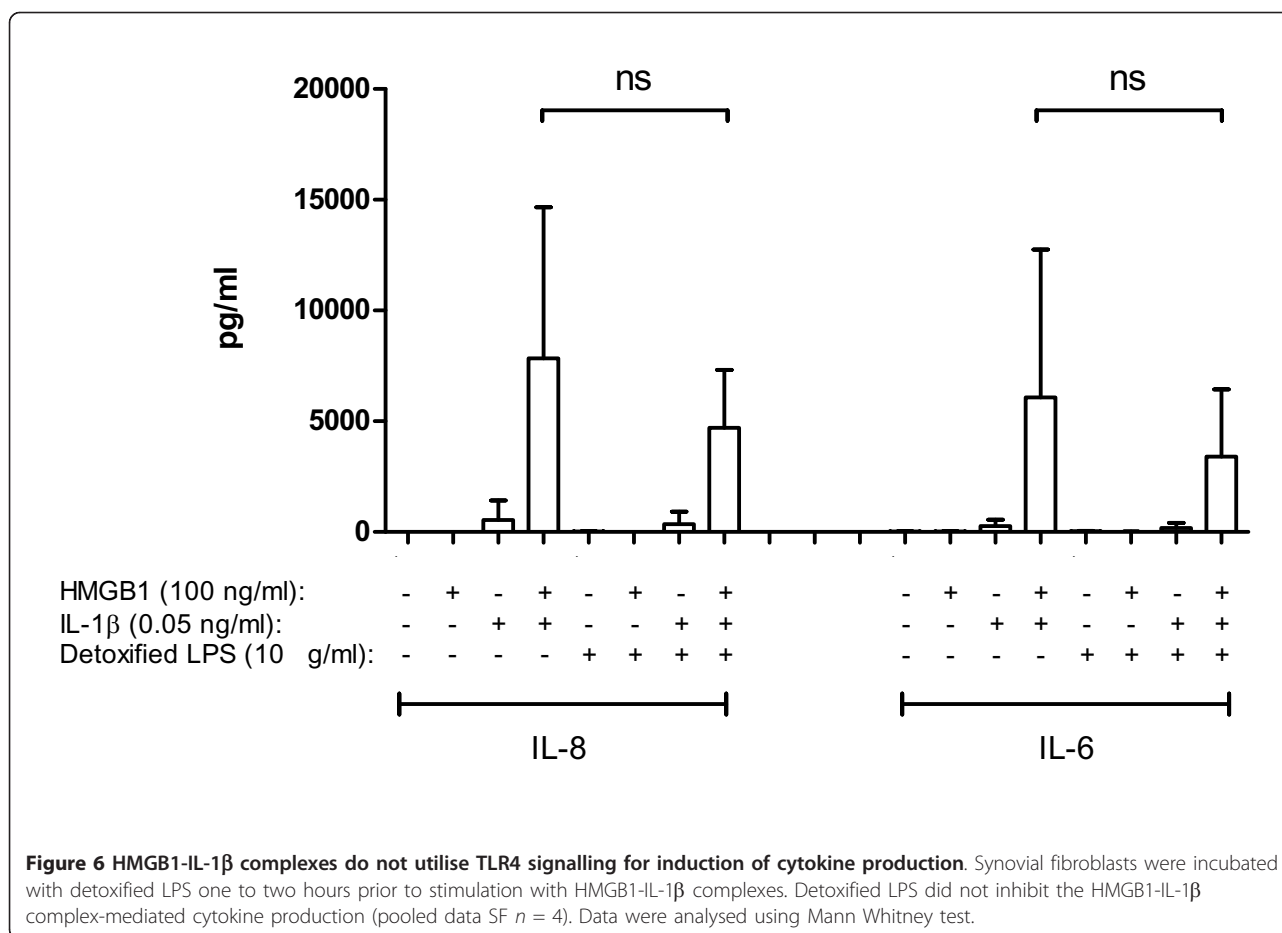 ns ns
20000
15000
10000
5000
0
pg/ml
HMGB1 (100 ng/ml): - + - + - + - + - + - + - + - +
IL-1β (0.05 ng/ml): - - + + - - + + - - + + - - + +
Detoxified LPS (10 g/ml): - - - - + + + + - - - - + + + +
IL-8 IL-6
Figure 6 HMGB1-IL-1β complexes do not utilise TLR4 signalling for induction of cytokine production. Synovial fibroblasts were incubated
with detoxified LPS one to two hours prior to stimulation with HMGB1-IL-1β complexes. Detoxified LPS did not inhibit the HMGB1-IL-1β
complex-mediated cytokine production (pooled data SF n = 4). Data were analysed using Mann Whitney test.